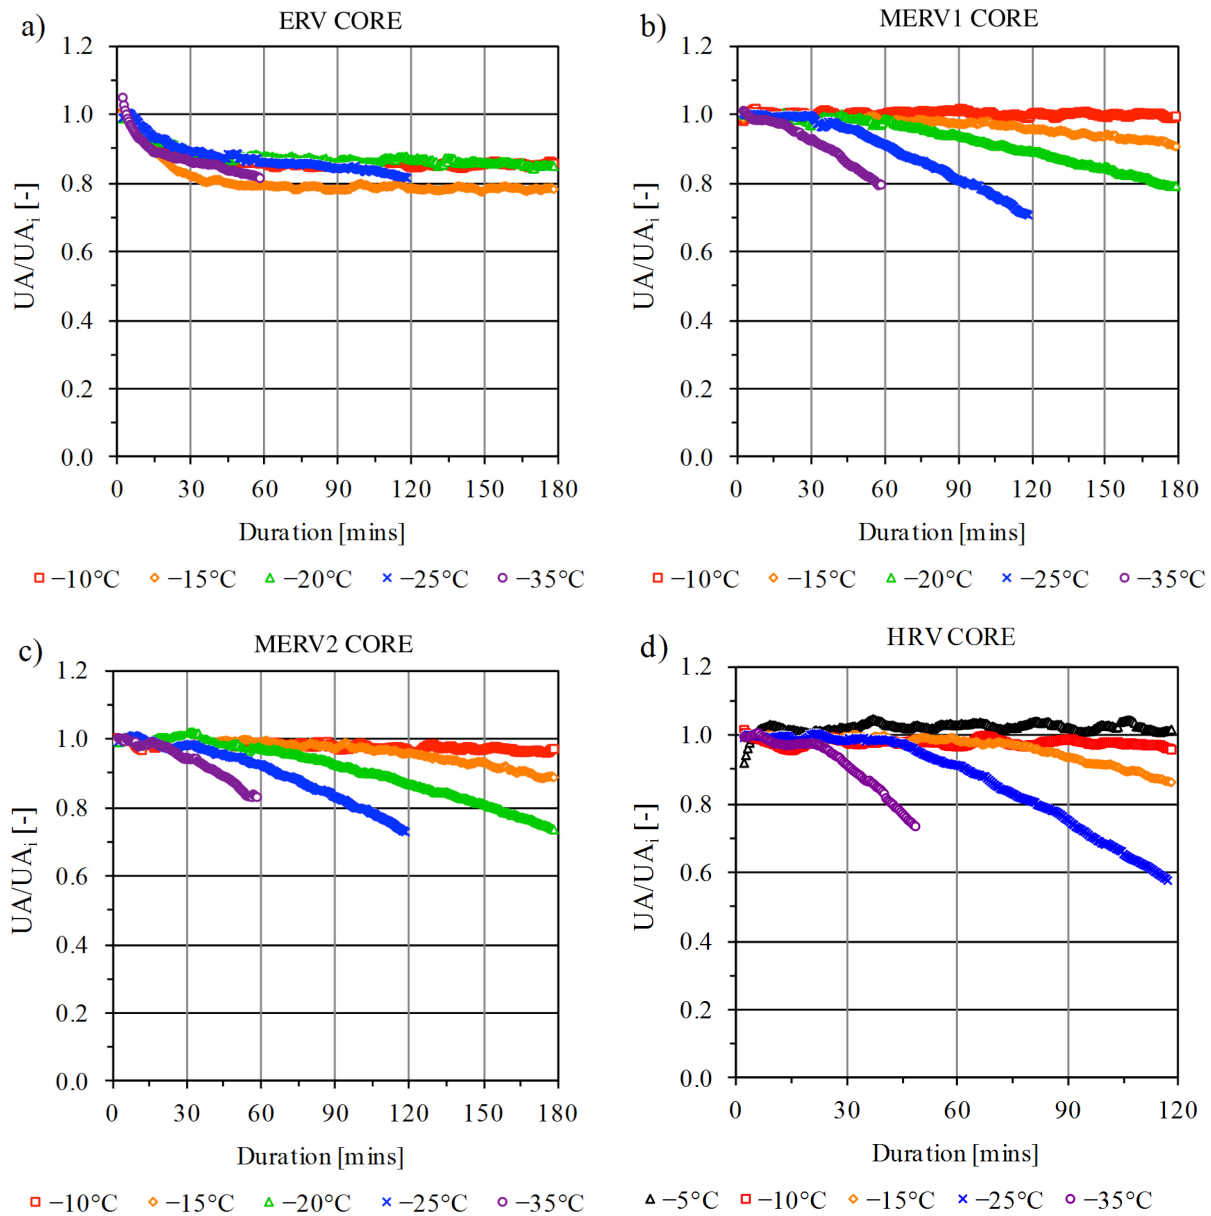 a)
ERV CORE
1.2
1.0
0.8
0.6
0.4
0.2
0.0
UA/UAi [-]
0 30 60 90 120 150 180
Duration [mins]
−10°C −15°C −20°C −25°C −35°C
b)
MERV1 CORE
1.2
1.0
0.8
0.6
0.4
0.2
0.0
UA/UAi [-]
0 30 60 90 120 150 180
Duration [mins]
−10°C −15°C −20°C −25°C −35°C
c)
MERV2 CORE
1.2
1.0
0.8
0.6
0.4
0.2
0.0
UA/UAi [-]
0 30 60 90 120 150 180
Duration [mins]
−10°C −15°C −20°C −25°C −35°C
d)
HRV CORE
1.2
1.0
0.8
0.6
0.4
0.2
0.0
UA/UAi [-]
0 30 60 90 120
Duration [mins]
−5°C −10°C −15°C −25°C −35°C